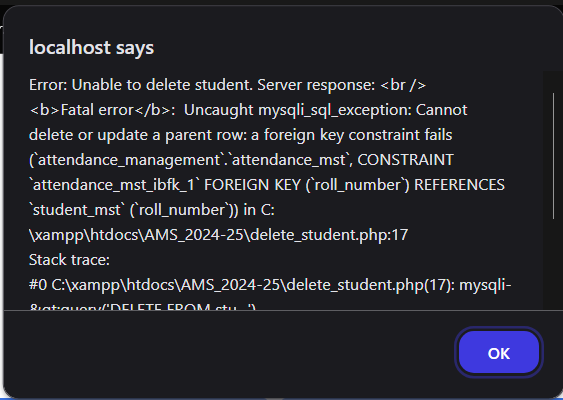 localhost says
Error: Unable to delete student. Server response: <br />
<b>Fatal error</b>:  Uncaught mysqli_sql_exception: Cannot
delete or update a parent row: a foreign key constraint fails
(`attendance_management`.`attendance_mst`, CONSTRAINT
`attendance_mst_ibfk_1` FOREIGN KEY (`roll_number`) REFERENCES
`student_mst` (`roll_number`)) in C:
\xampp\htdocs\AMS_2024-25\delete_student.php:17
Stack trace:
#0 C:\xampp\htdocs\AMS_2024-25\delete_student.php(17): mysqli-
&gt;query('DELETE FROM stu...')
OK